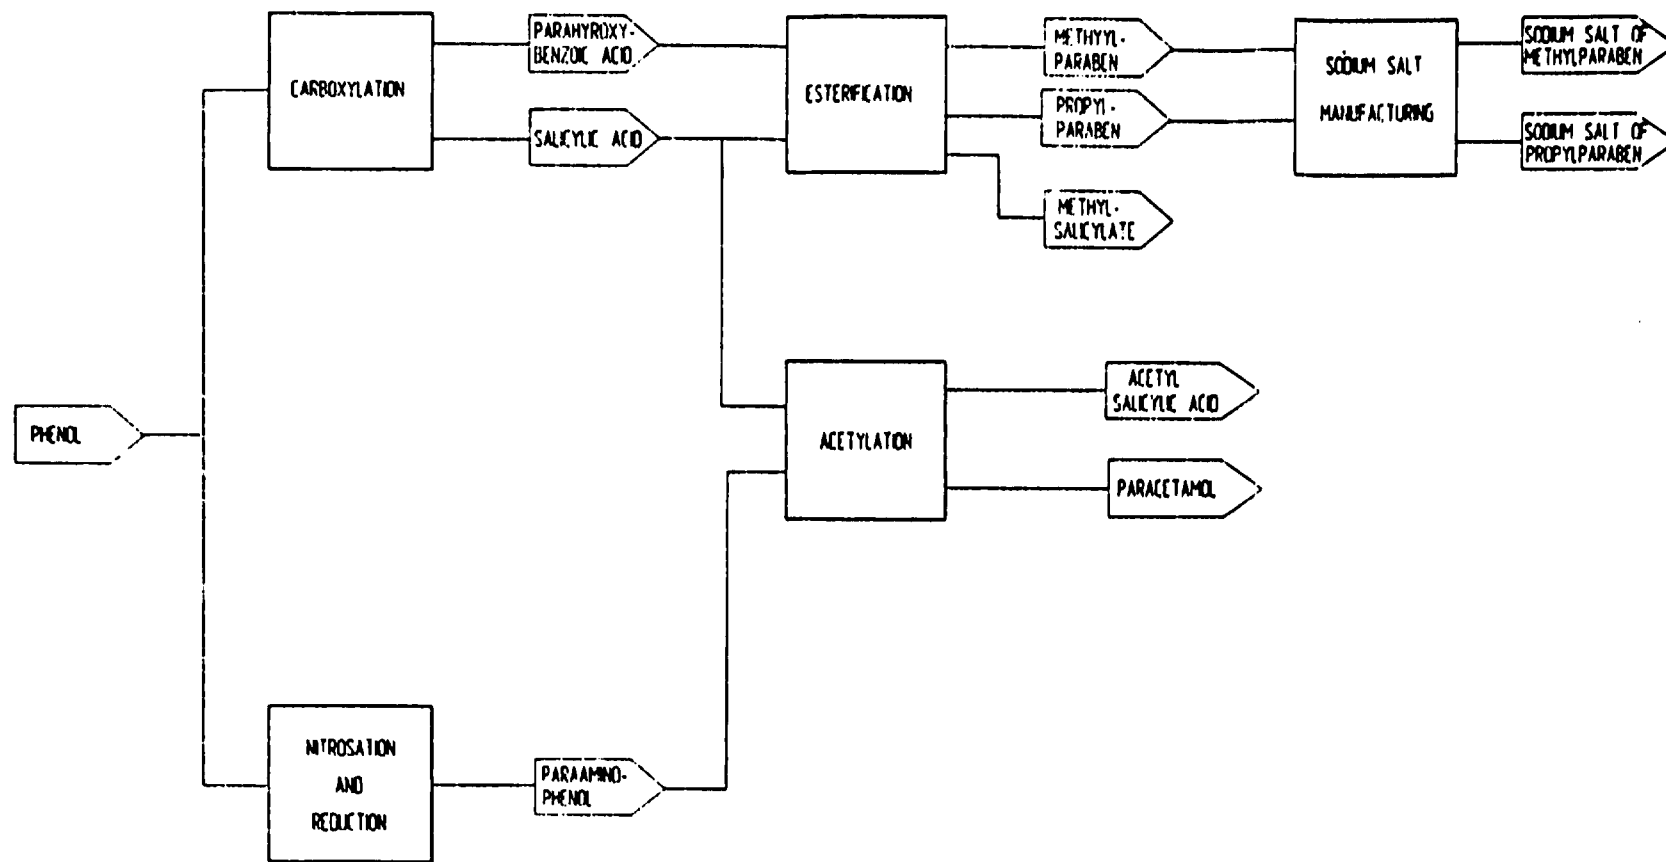 PARAHYROXY-
BENZOIC ACID
METHYYL-
PARABEN
SODIUM SALT OF
METHYLPARABEN
CARBOXYLATION
ESTERIFICATION
SODIUM SALT
MANUFACTURING
SALICYLIC ACID
PROPYL-
PARABEN
SODIUM SALT OF
PROPYLPARABEN
METHYL-
SALICYLATE
PHENOL
ACETYLATION
ACETYL
SALICYLIC ACID
PARACETAMOL
NITROSATION
AND
REDUCTION
PARAAMINO-
PHENOL